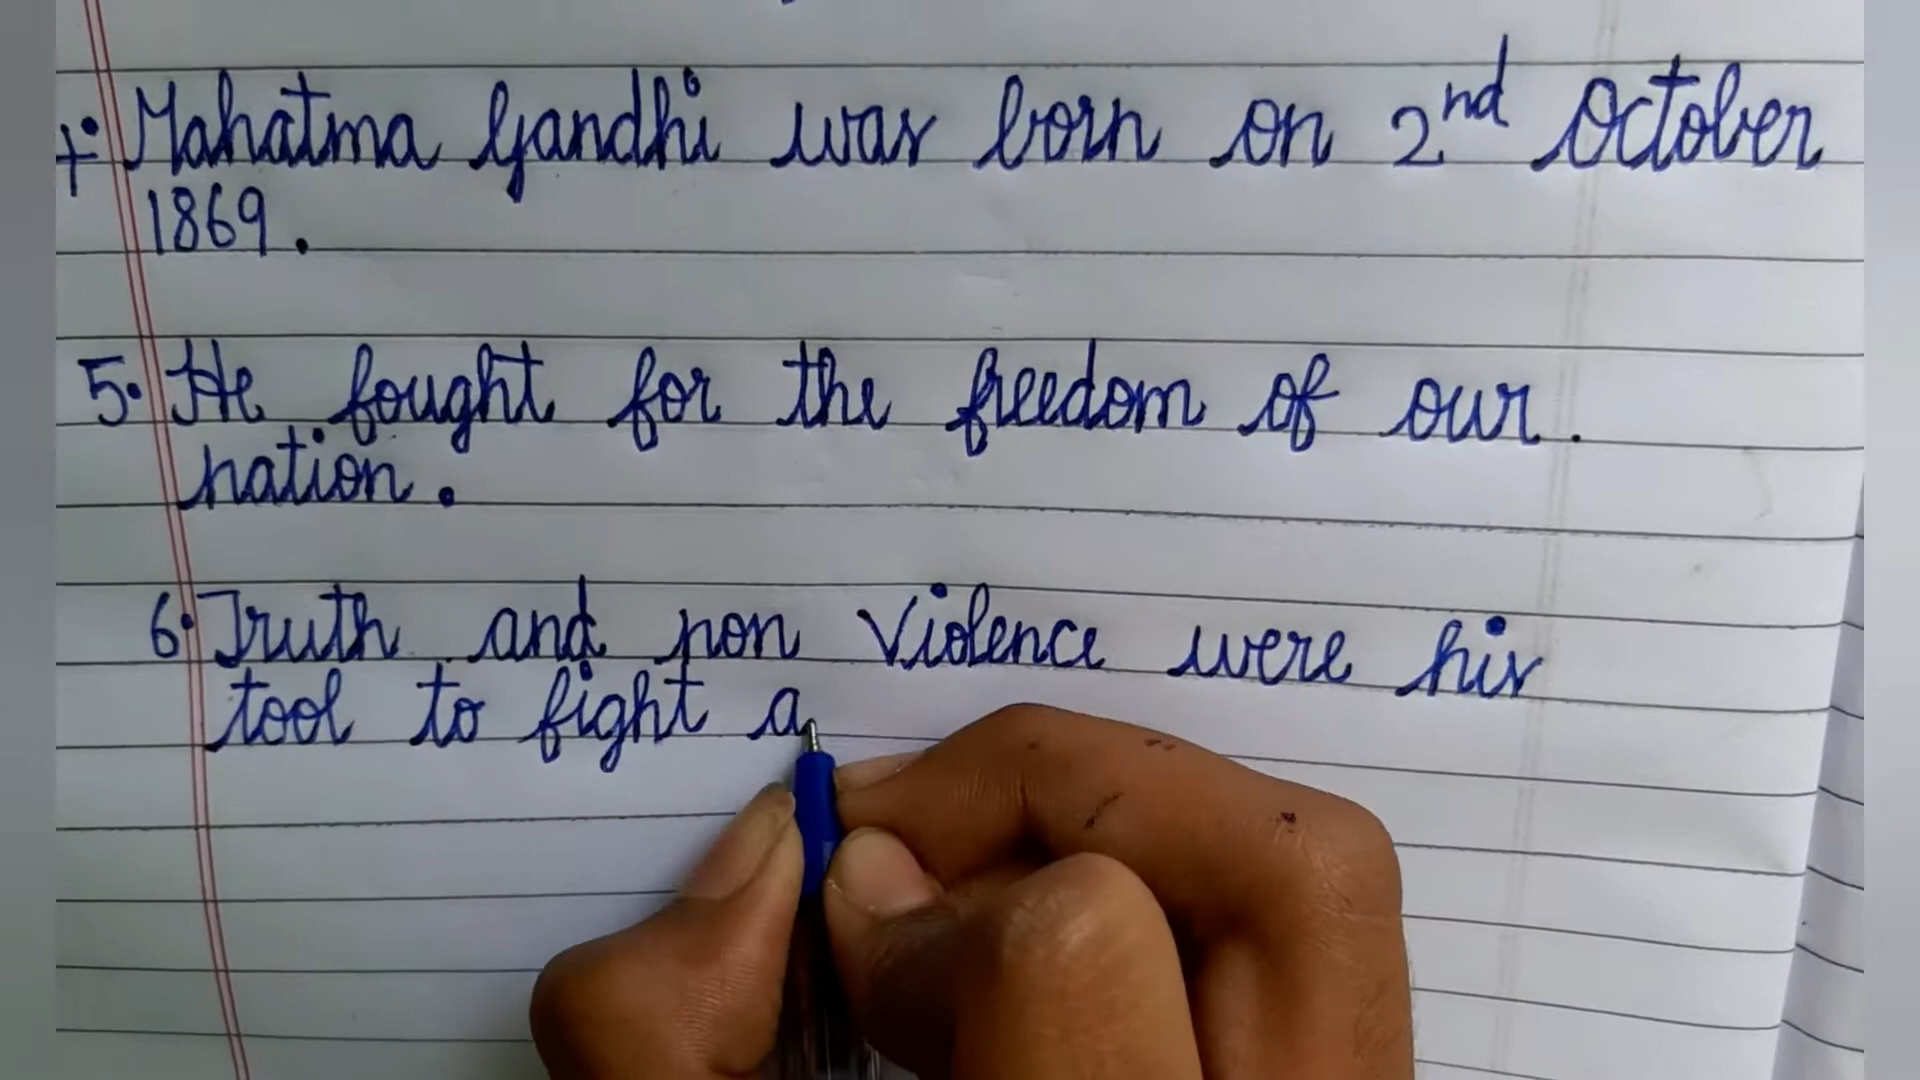 4. Mahatma Gandhi was born on 2nd October
1869.
5. He fought for the freedom of our.
nation.
6. Truth and non Violence were his
tool to fight a